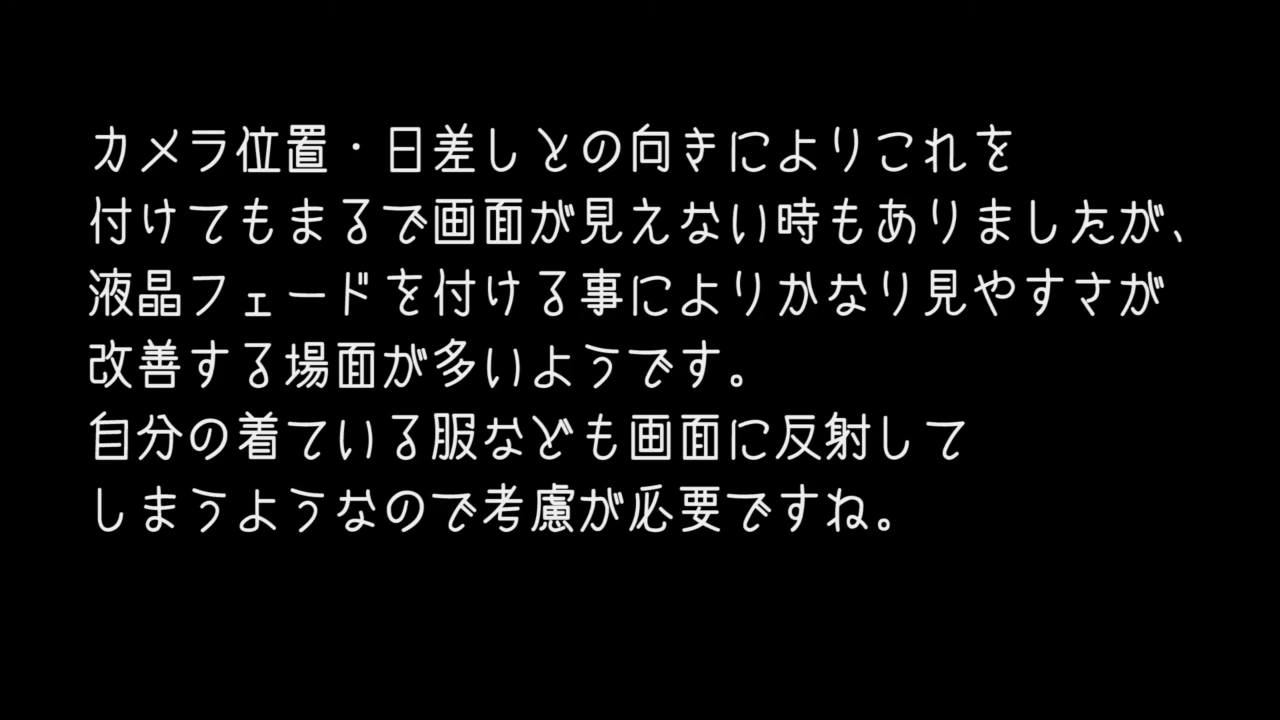 カメラ位置・日差しとの向きによりこれを
付けてもまるで画面が見えない時もありましたが、
液晶フェードを付ける事によりかなり見やすさが
改善する場面が多いようです。
自分の着ている服なども画面に反射して
しまうようなので考慮が必要ですね。